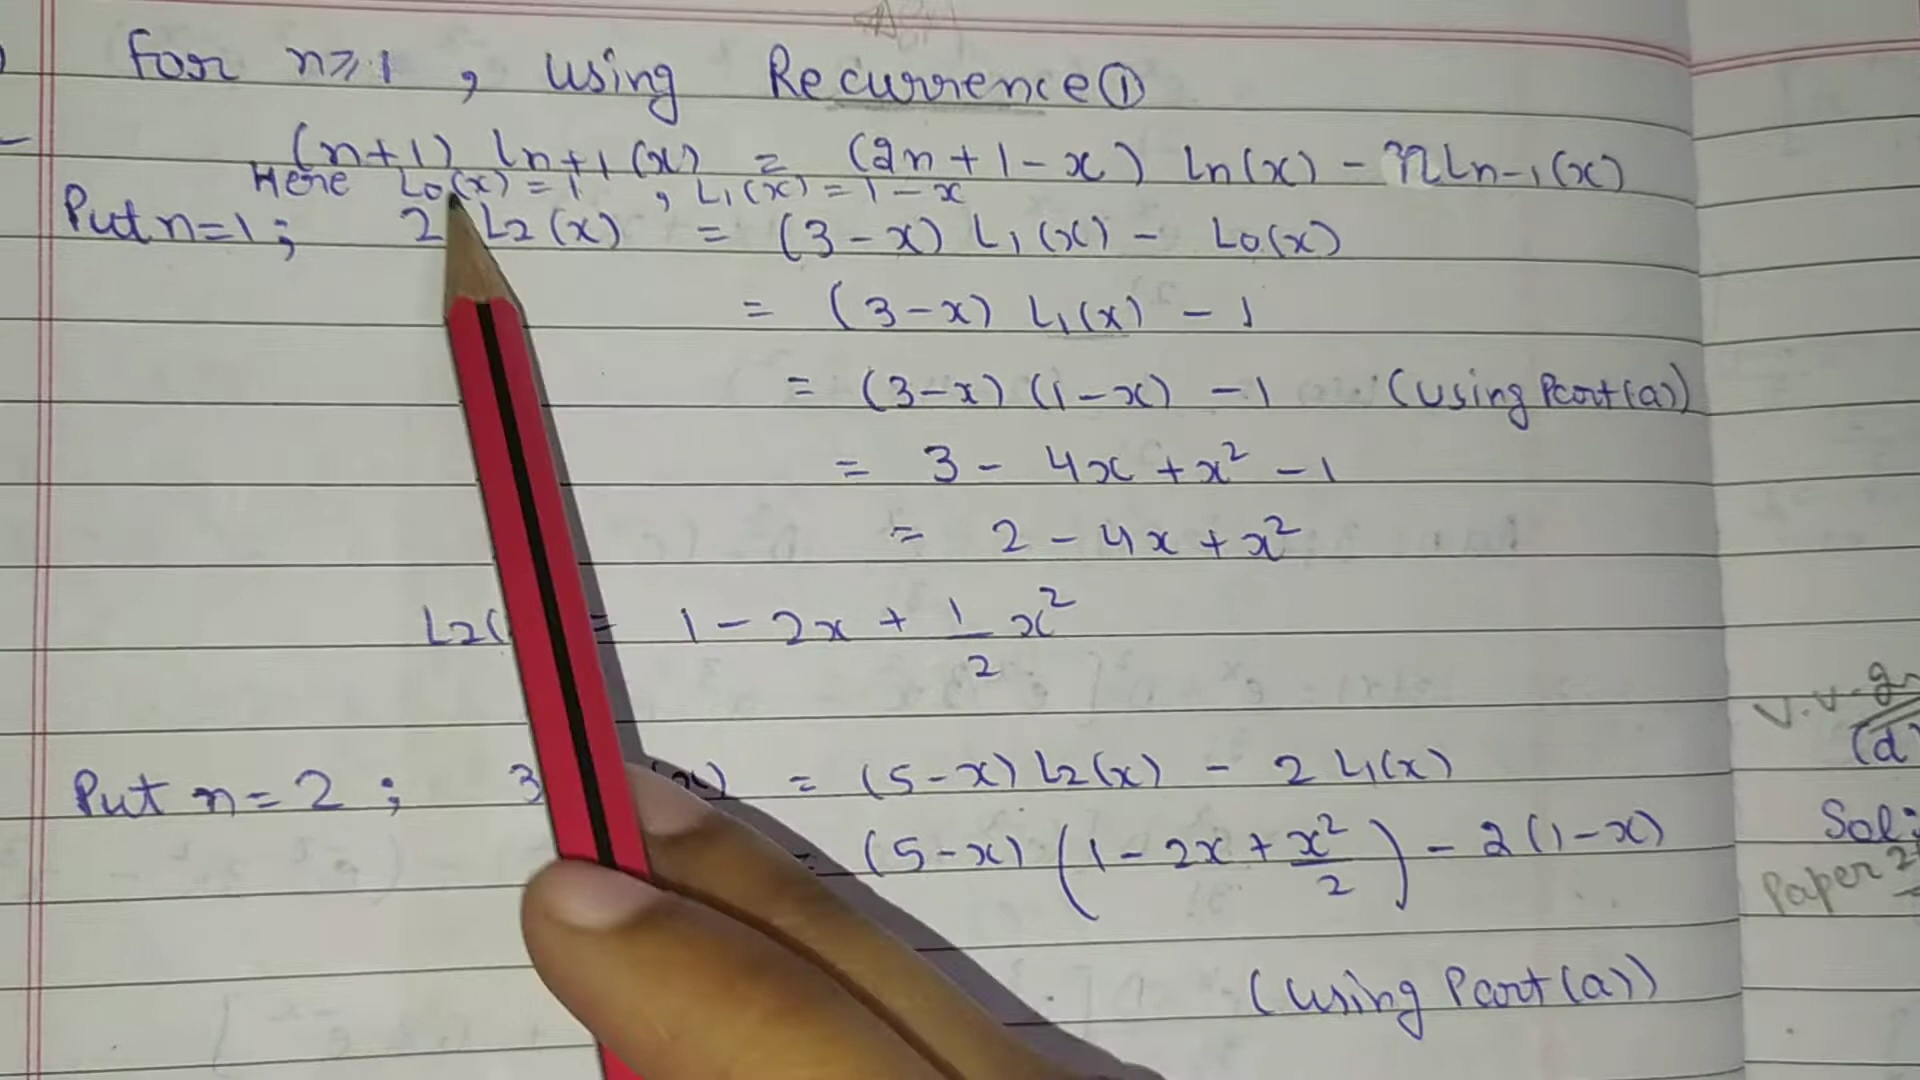 for n≥1, using Recurrence①
(n+1) Ln+1(x) = (2n+1-x) Ln(x) - nLn-1(x)
Here L0(x)=1, L1(x)=1-x
Put n=1; 2 L2(x) = (3-x) L1(x) - L0(x)
= (3-x) L1(x) - 1
= (3-x)(1-x) -1 (using Part(a))
= 3 - 4x + x² - 1
= 2 - 4x + x²
L2( = 1 - 2x + 1/2 x²
Put n=2; 3 (x) = (5-x) L2(x) - 2 L1(x)
= (5-x)(1-2x+x²/2) - 2(1-x)
(using Part(a))
(d)
Sol:
Paper 2